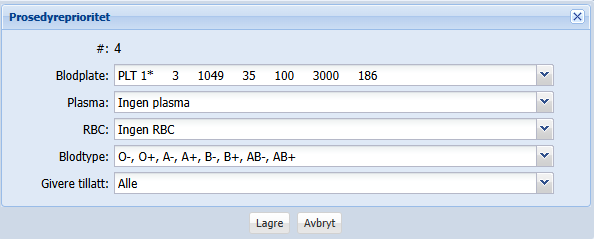 Prosedyreprioritet
#: 4
Blodplate: PLT 1* 3 1049 35 100 3000 186
Plasma: Ingen plasma
RBC: Ingen RBC
Blodtype: O-, O+, A-, A+, B-, B+, AB-, AB+
Givere tillatt: Alle
Lagre Avbryt